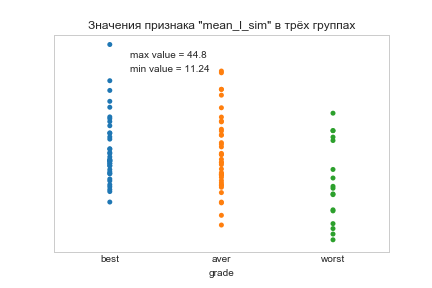 Значения признака "mean_l_sim" в трёх группах
max value = 44.8
min value = 11.24
best aver worst
grade